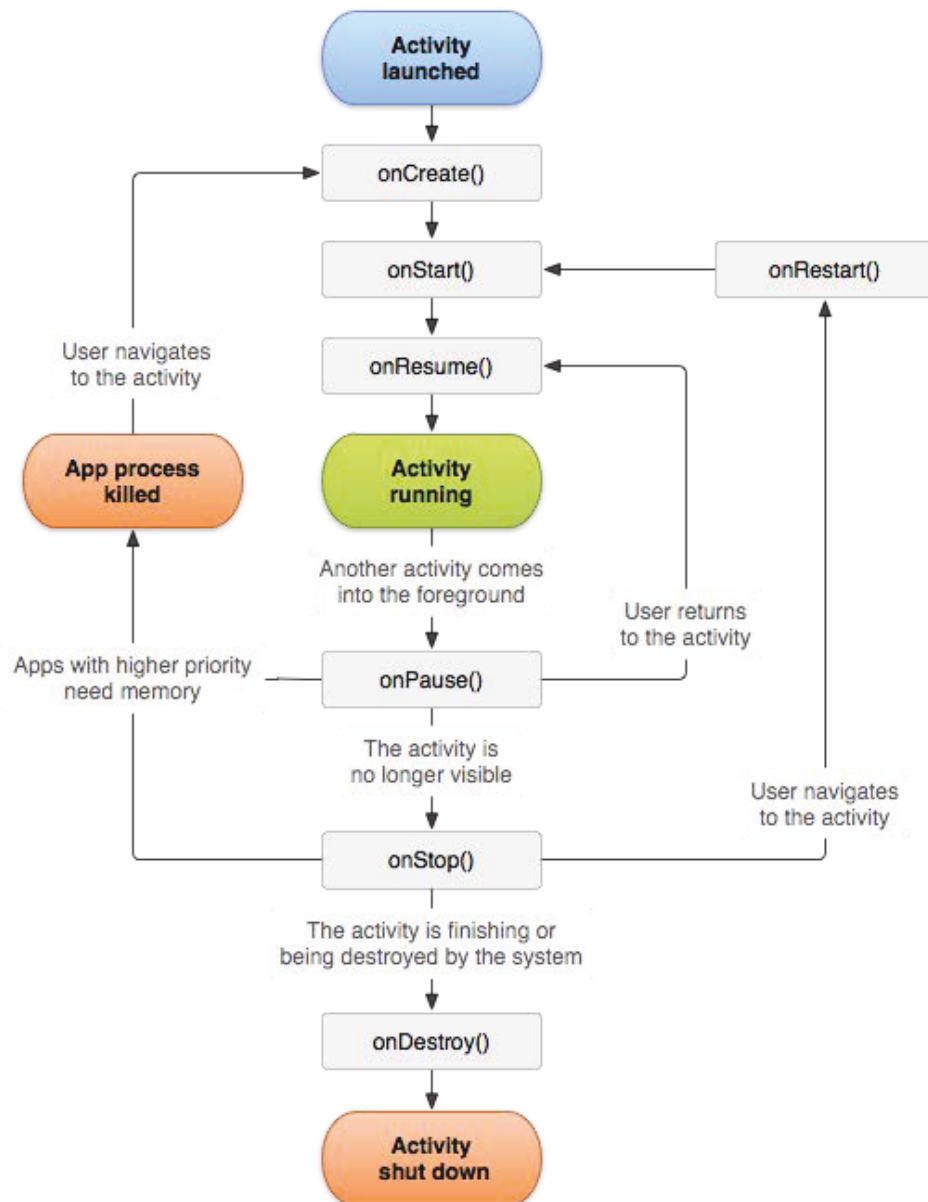 Activity
launched
onCreate()
onStart()
onRestart()
User navigates
to the activity
onResume()
App process
killed
Activity
running
Another activity comes
into the foreground
User returns
to the activity
Apps with higher priority
need memory
onPause()
The activity is
no longer visible
User navigates
to the activity
onStop()
The activity is finishing or
being destroyed by the system
onDestroy()
Activity
shut down